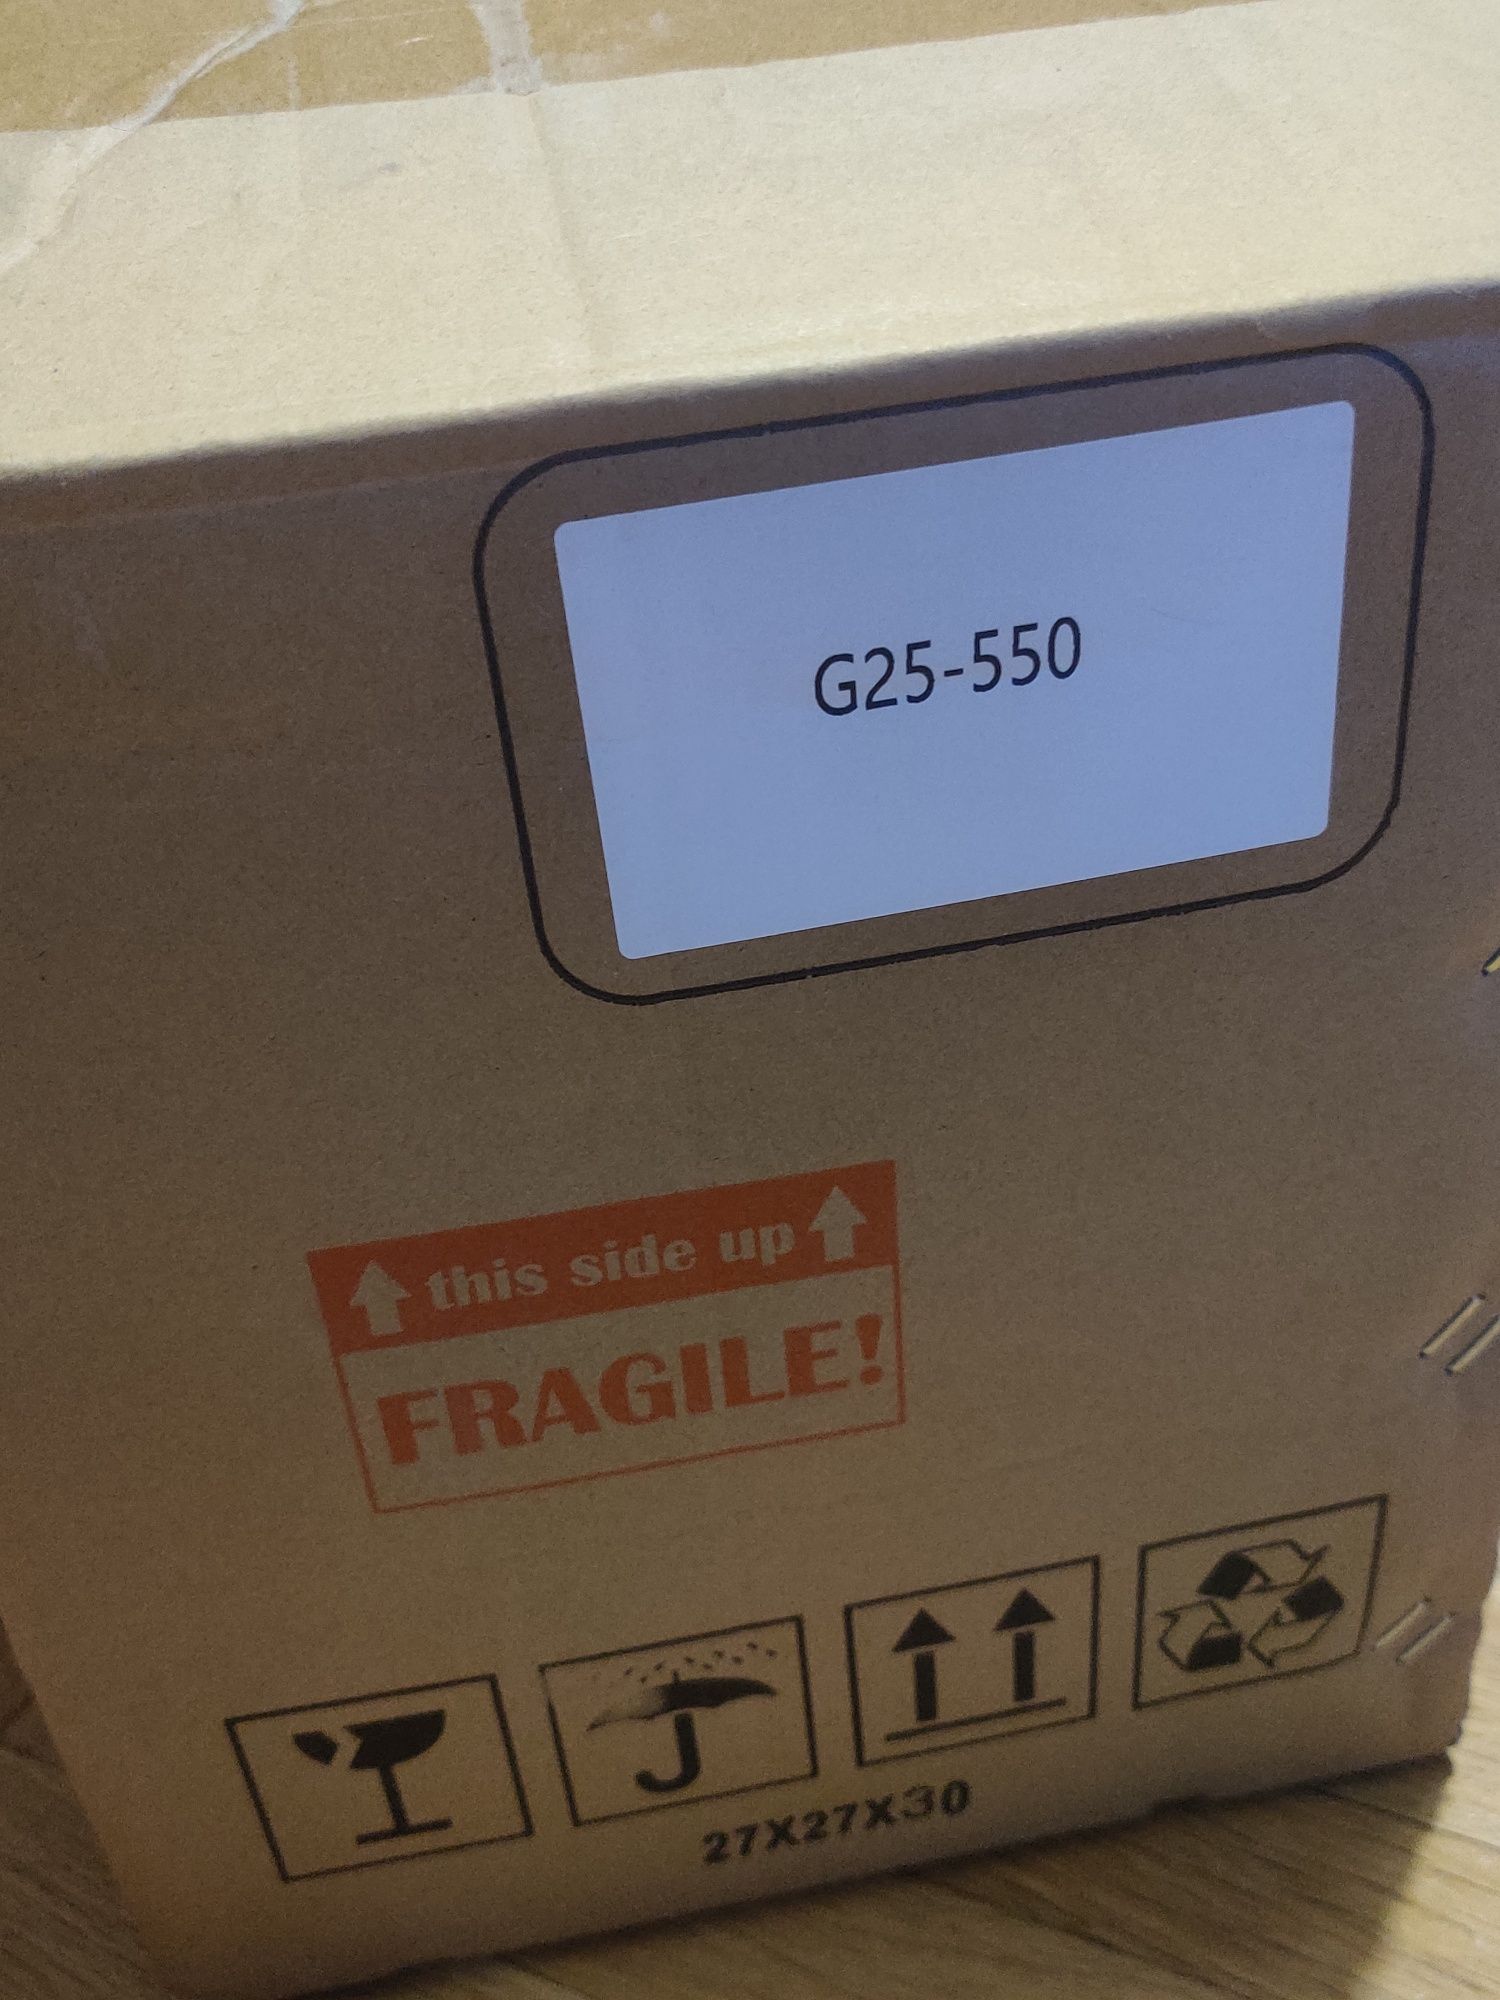 G25-550
this side up
FRAGILE!
27X27X30